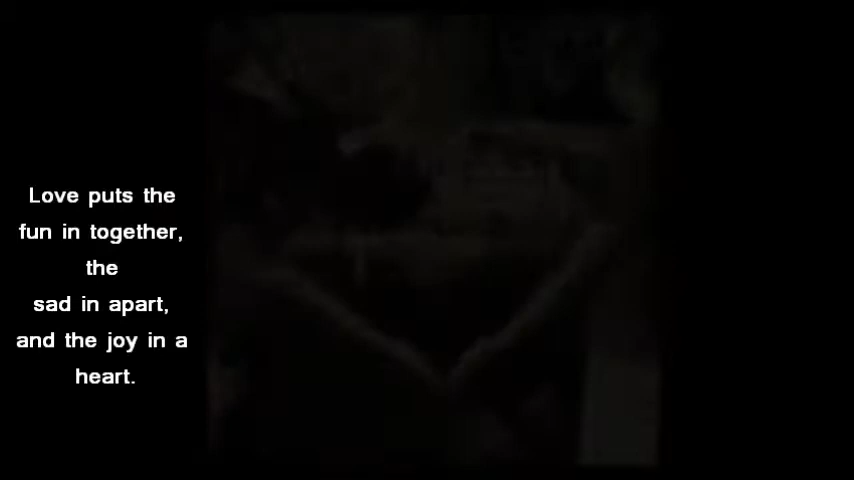 Love puts the
fun in together,
the
sad in apart,
and the joy in a
heart.